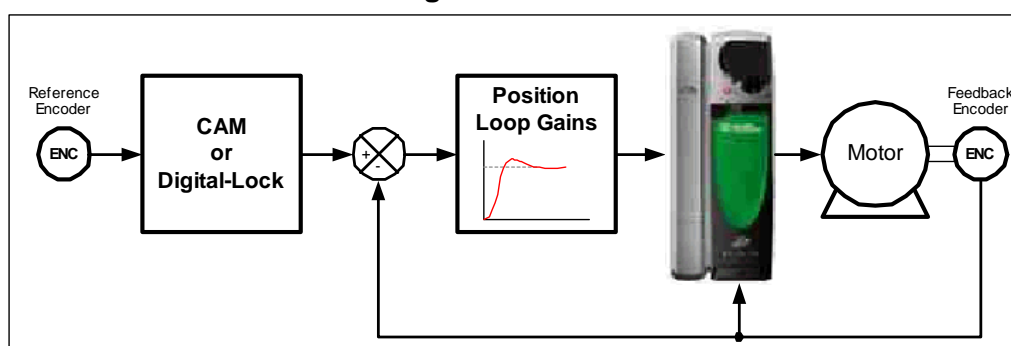 Reference
Encoder
ENC
CAM
or
Digital-Lock
+
-
Position
Loop Gains
Motor
Feedback
Encoder
ENC